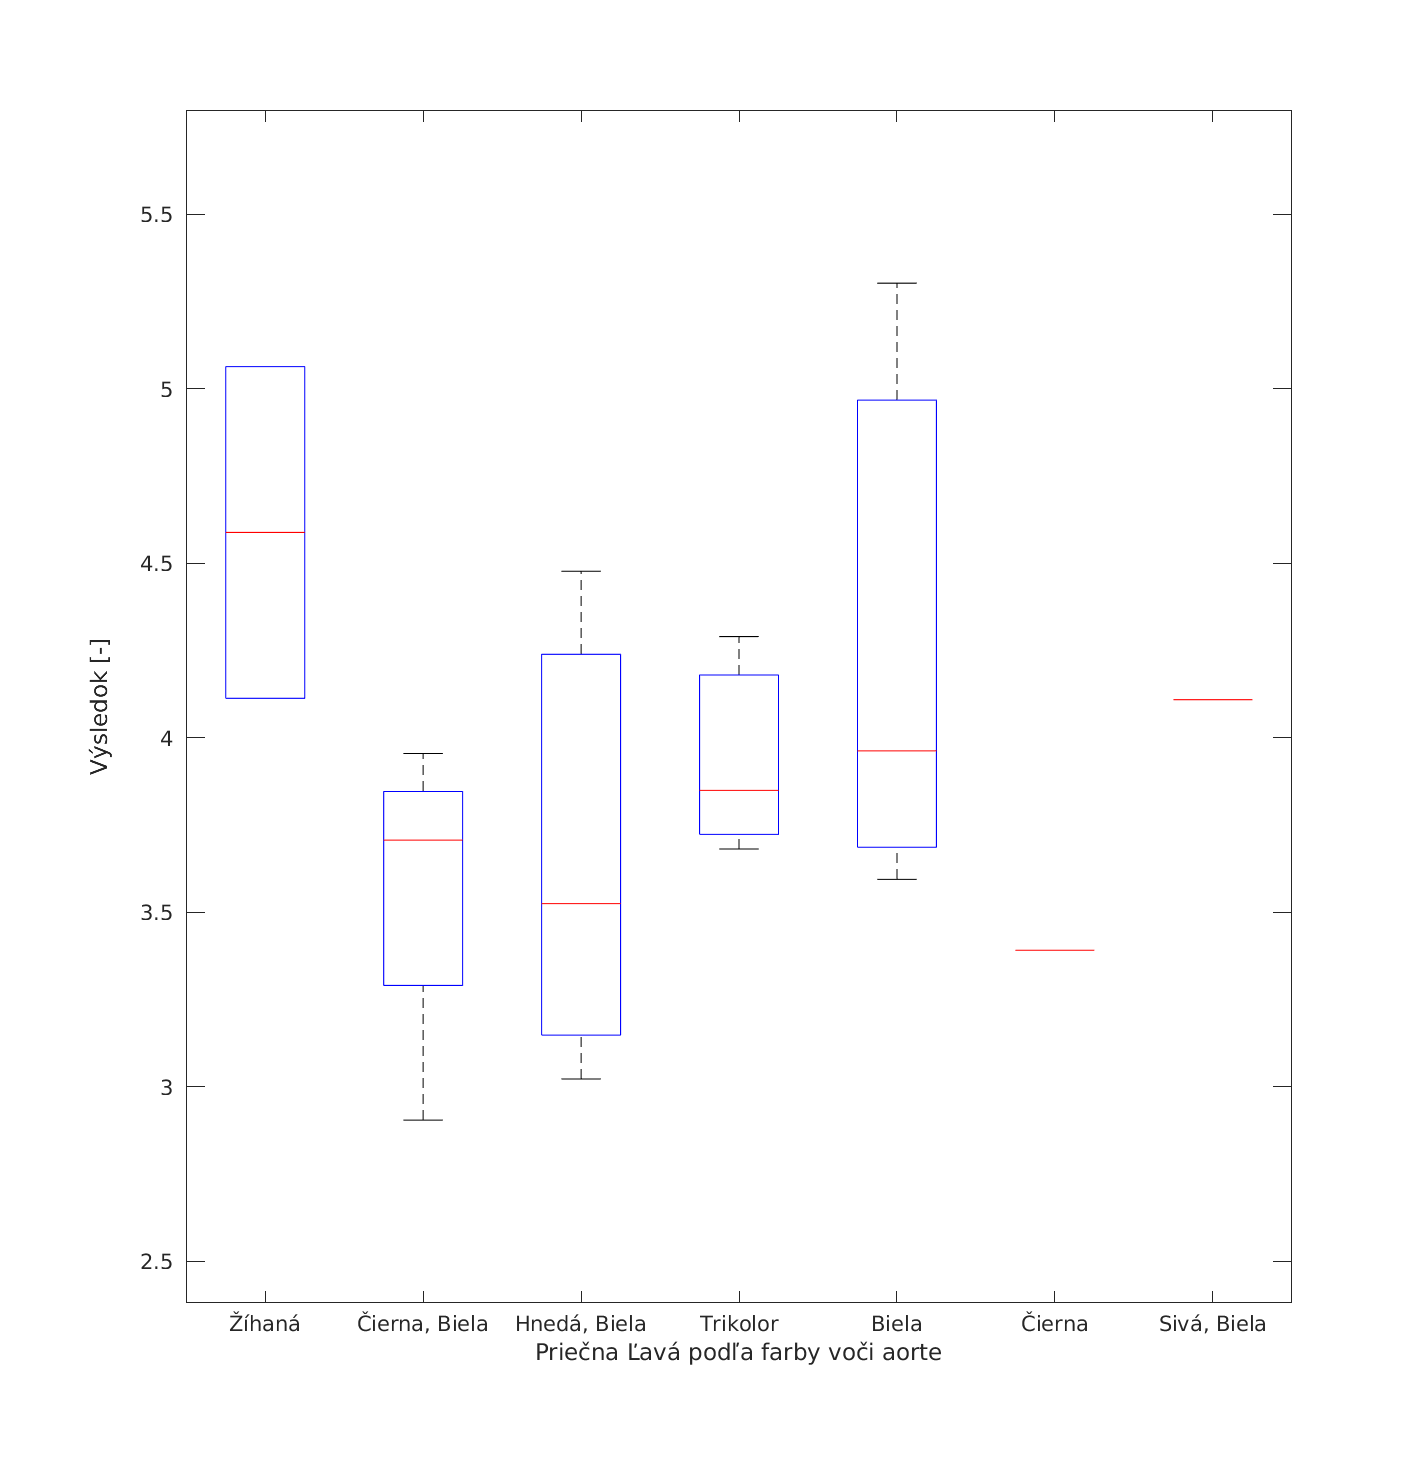 5.5
5
4.5
4
3.5
3
2.5
Výsledok [-]
Žíhaná Čierna, Biela Hnedá, Biela Trikolor Biela Čierna Sivá, Biela
Priečna Ľavá podľa farby voči aorte